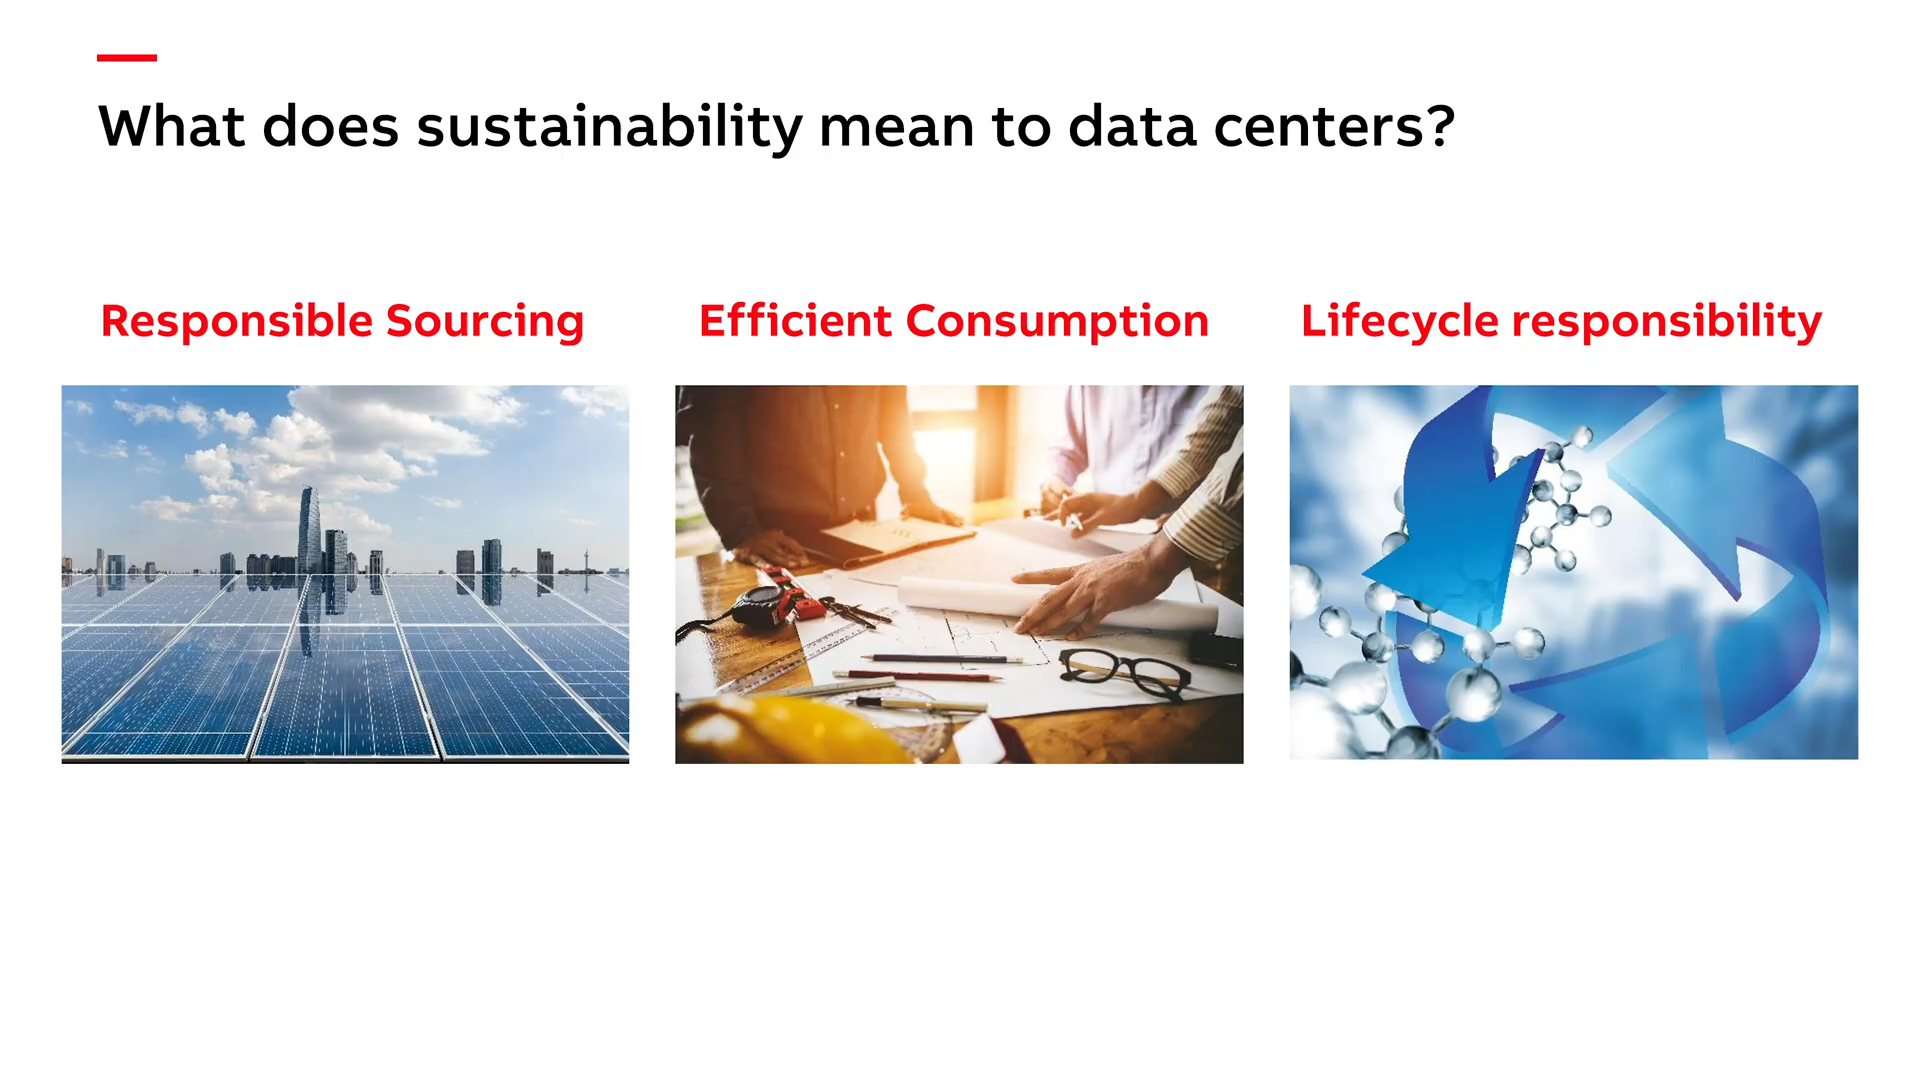 What does sustainability mean to data centers?
Responsible Sourcing
Efficient Consumption
Lifecycle responsibility